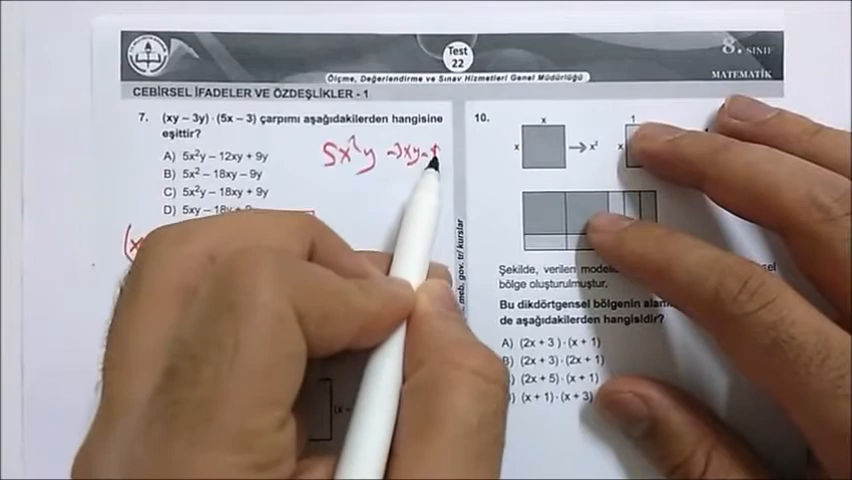 Test
22
8. SINIF
MATEMATİK
Ölçme, Değerlendirme ve Sınav Hizmetleri Genel Müdürlüğü
CEBİRSEL İFADELER VE ÖZDEŞLİKLER - 1
7. (xy – 3y) · (5x – 3) çarpımı aşağıdakilerden hangisine
eşittir?
A) 5x²y – 12xy + 9y
B) 5x² – 18xy – 9y
C) 5x²y – 18xy + 9y
D) 5xy – 18y
5x²y -3xy -
10.
x
x
→ x²
1
x
meb. gov. tr/ kurslar
Şekilde, verilen
bölge oluşturulmuştur.
Bu dikdörtgensel bölgenin
de aşağıdakilerden hangisidir?
A) (2x + 3) · (x + 1)
B) (2x + 3) · (2x + 1)
(2x + 5) · (x + 1)
(x + 1) · (x + 3)